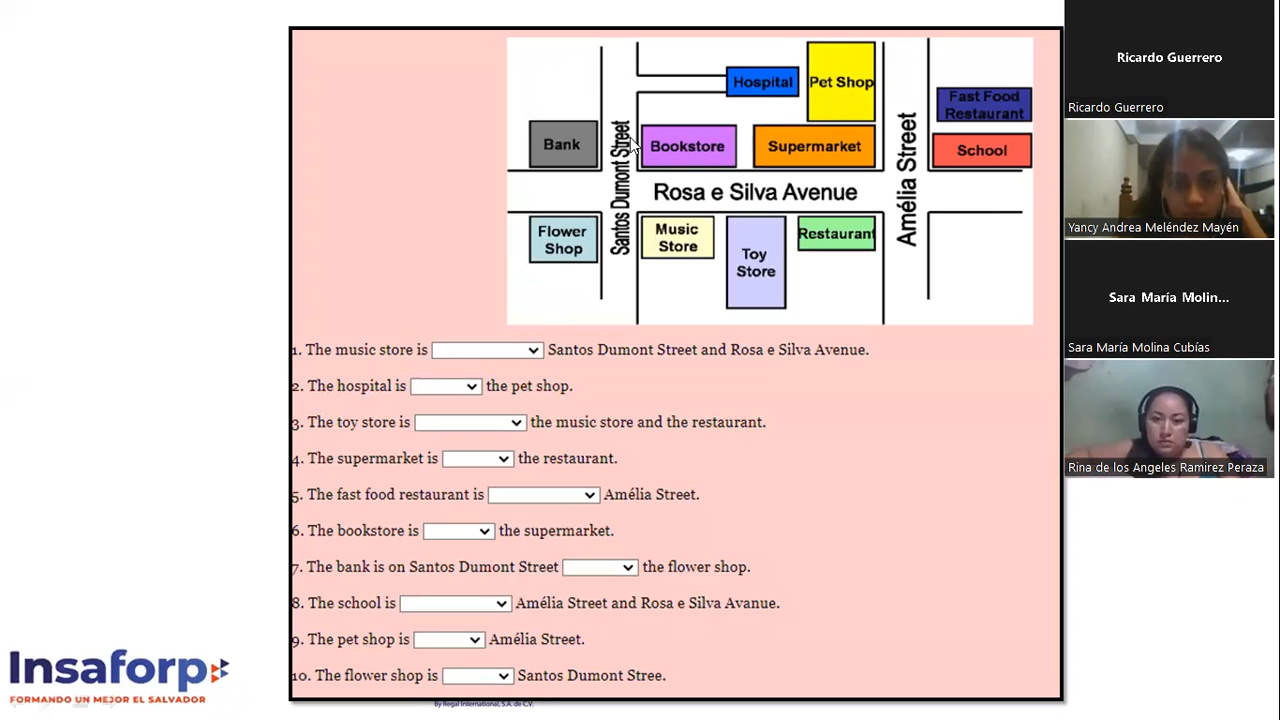 Hospital
Pet Shop
Fast Food
Restaurant
Bank
Santos Dumont Street
Bookstore
Supermarket
Amélia Street
School
Rosa e Silva Avenue
Flower
Shop
Music
Store
Toy
Store
Restaurant
1. The music store is Santos Dumont Street and Rosa e Silva Avenue.
2. The hospital is the pet shop.
3. The toy store is the music store and the restaurant.
4. The supermarket is the restaurant.
5. The fast food restaurant is Amélia Street.
6. The bookstore is the supermarket.
7. The bank is on Santos Dumont Street the flower shop.
8. The school is Amélia Street and Rosa e Silva Avanue.
9. The pet shop is Amélia Street.
10. The flower shop is Santos Dumont Stree.
Insaforp
FORMANDO UN MEJOR EL SALVADOR
By Regal International, S.A. de C.V.
Ricardo Guerrero
Ricardo Guerrero
Yancy Andrea Meléndez Mayén
Sara María Molin...
Sara María Molina Cubías
Rina de los Angeles Ramirez Peraza